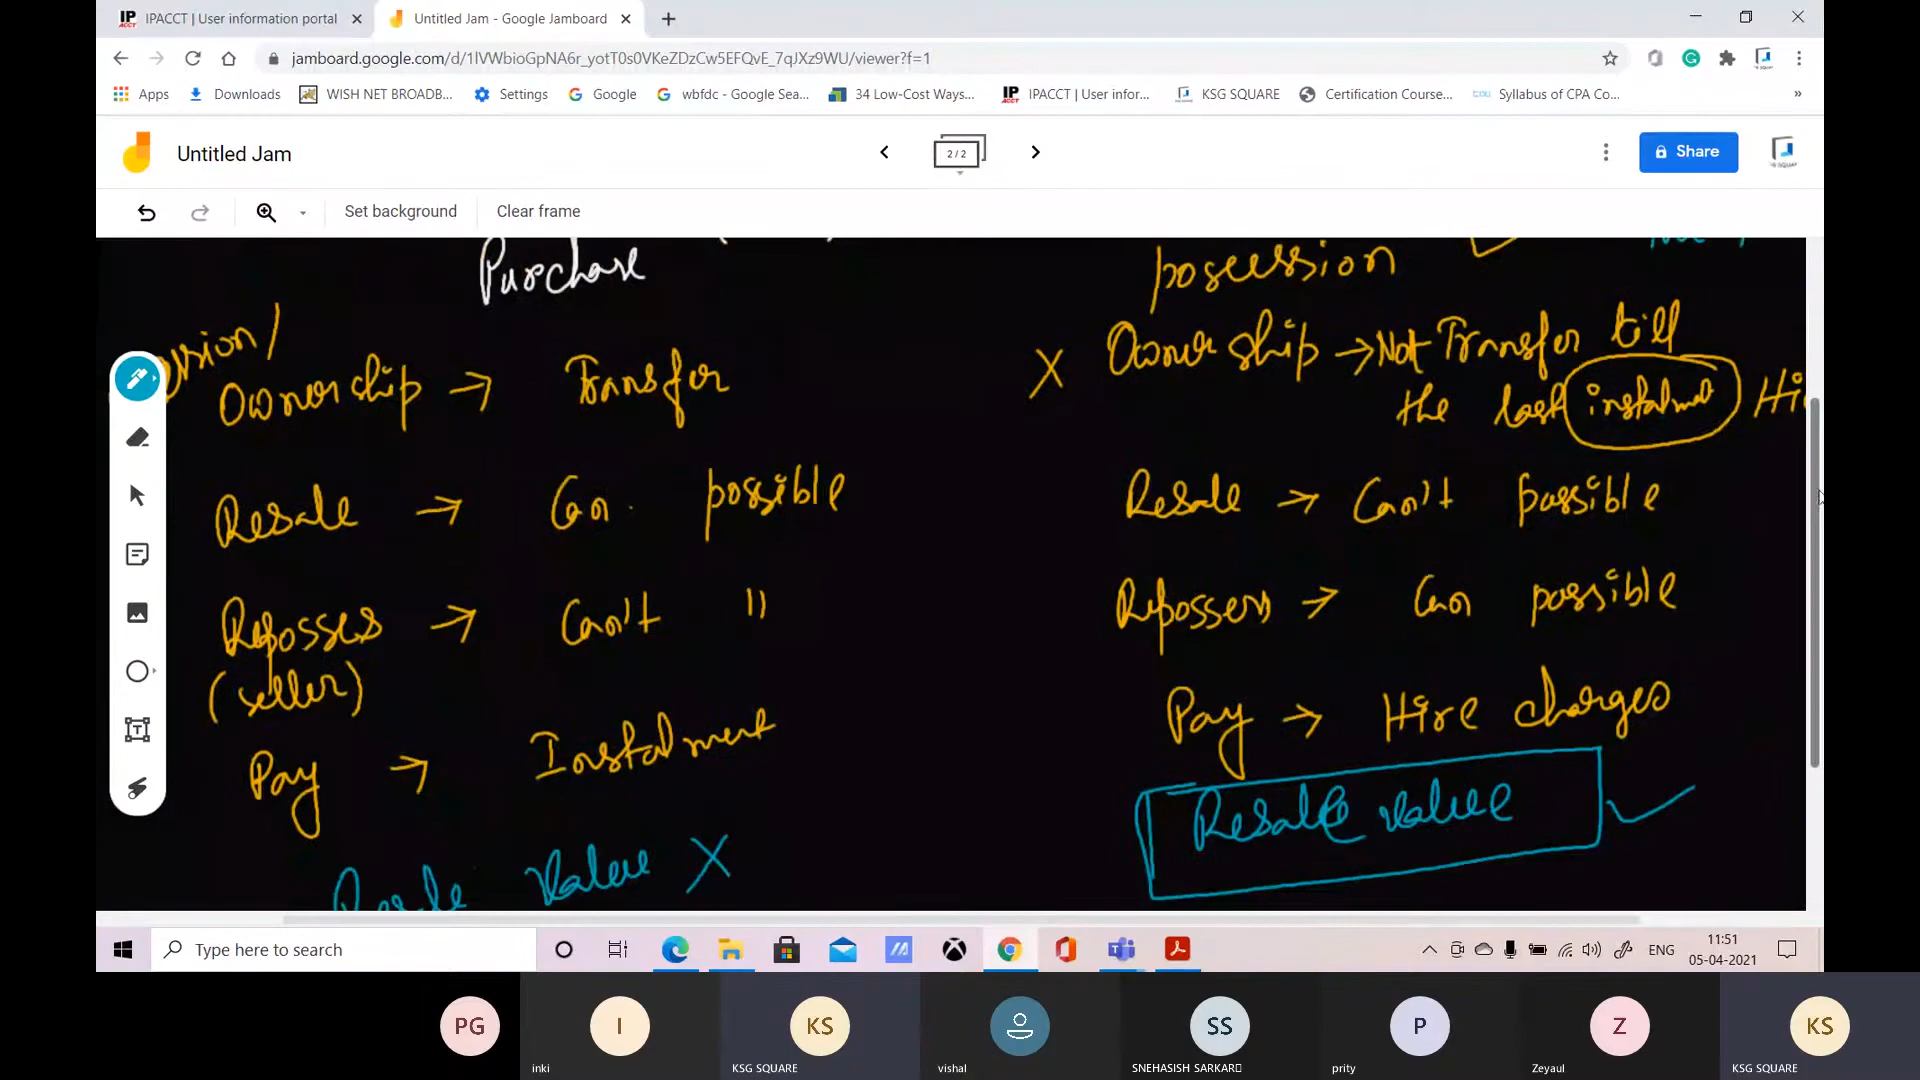 IPACCT | User information portal
Untitled Jam - Google Jamboard
jamboard.google.com/d/1lVWbioGpNA6r_yotT0s0VKeZDzCw5EFQvE_7qJXz9WU/viewer?f=1
Apps Downloads WISH NET BROADB... Settings Google wbfdc - Google Sea... 34 Low-Cost Ways... IPACCT | User infor... KSG SQUARE Certification Course... Syllabus of CPA Co... »
Untitled Jam
2 / 2
Share
Set background Clear frame
Purchase
Ownership → Transfer
Resale → Can possible
Reposses → Can't "
(seller)
Pay → Instalment
Value X
posession
X Ownership → Not Transfer till
the last instalmet Hi
Resale → Can't possible
Repossess → Can possible
Pay → Hire charges
Resale value ✓
Type here to search
ENG
11:51
05-04-2021
PG I KS SS P Z KS
inki KSG SQUARE vishal SNEHASISH SARKAR prity Zeyaul KSG SQUARE